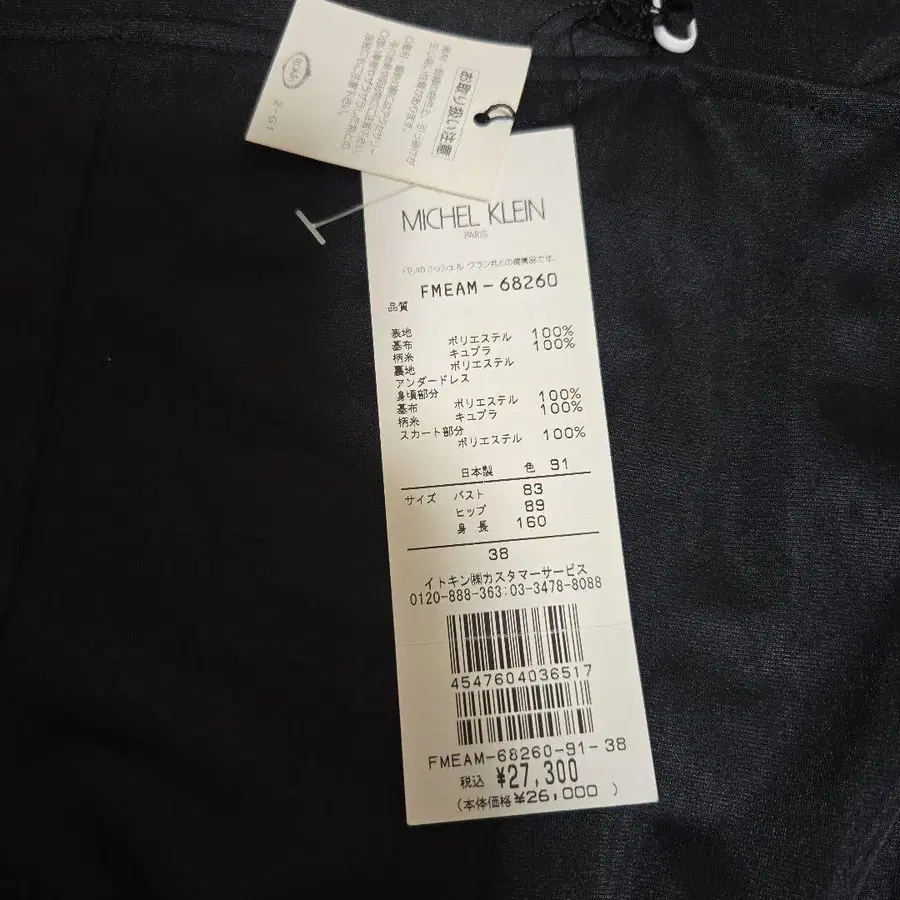 2-G1
お取り扱い注意
MICHEL KLEIN
PARIS
パリのミッシェル クラン社との提携品です。
FMEAM-68260
品質
表地
基布 ポリエステル 100%
柄糸 キュプラ 100%
裏地 ポリエステル
アンダードレス
身頃部分
基布 ポリエステル 100%
柄糸 キュプラ 100%
スカート部分
ポリエステル 100%
日本製 色 91
サイズ バスト 83
ヒップ 89
身長 160
38
イトキン㈱カスタマーサービス
0120-888-363:03-3478-8088
4547604036517
FMEAM-68260-91-38
税込 ¥27,300
(本体価格¥26,000 )